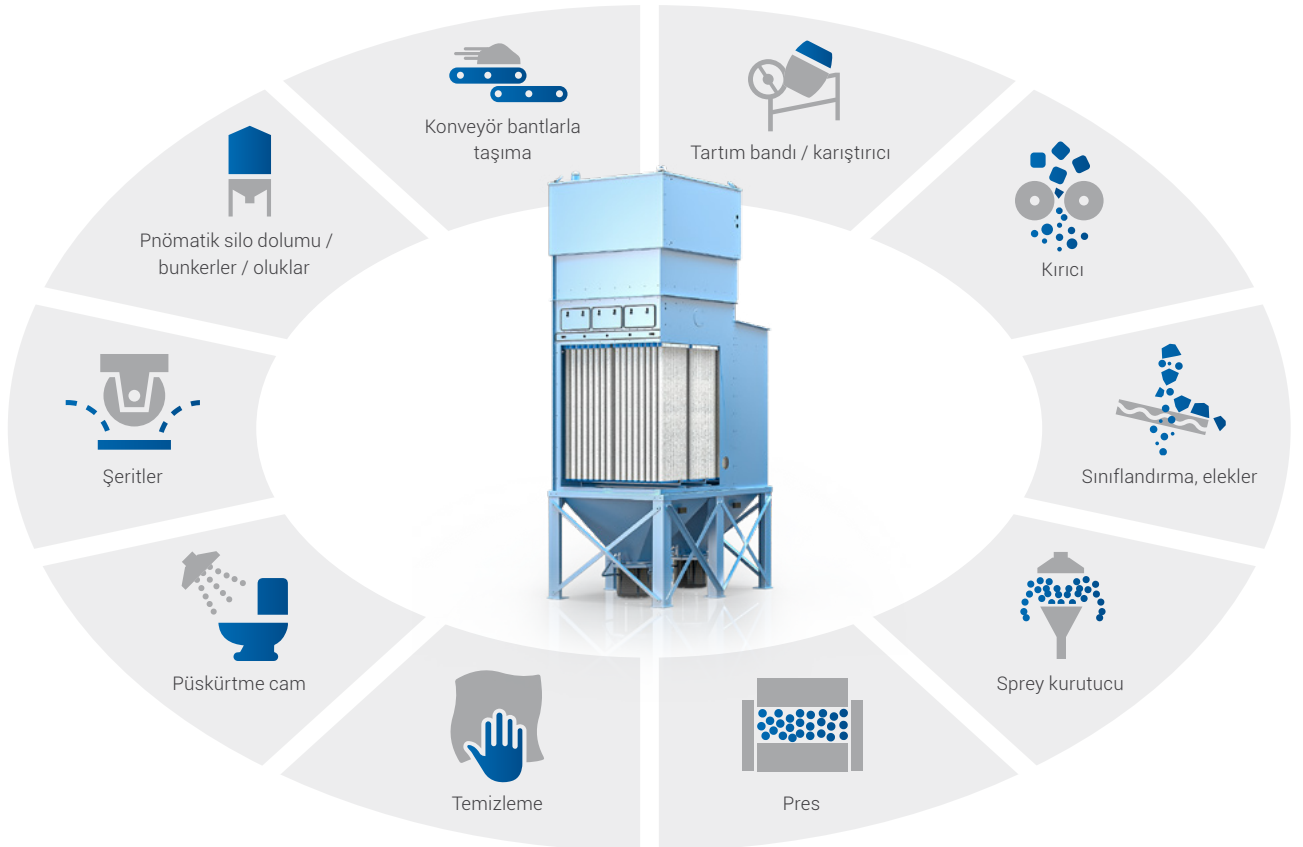 Konveyör bantlarla
taşıma
Tartım bandı / karıştırıcı
Kırıcı
Sınıflandırma, elekler
Sprey kurutucu
Pres
Temizleme
Püskürtme cam
Şeritler
Pnömatik silo dolumu /
bunkerler / oluklar